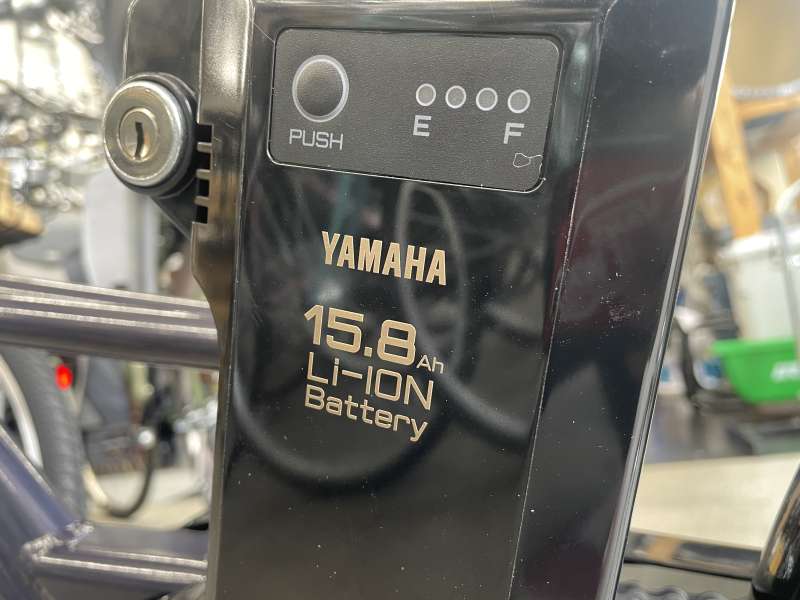 PUSH
E F
YAMAHA
15.8Ah
Li-ION
Battery